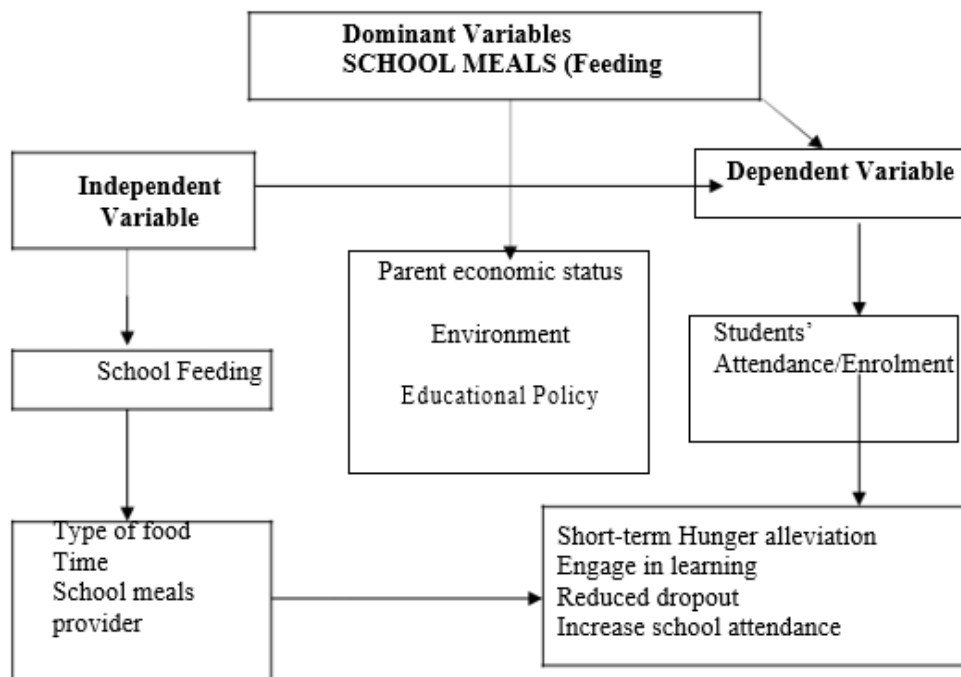 Dominant Variables
SCHOOL MEALS (Feeding
Independent
Variable
Dependent Variable
Parent economic status
Environment
Educational Policy
Students’
Attendance/Enrolment
School Feeding
Type of food
Time
School meals
provider
Short-term Hunger alleviation
Engage in learning
Reduced dropout
Increase school attendance